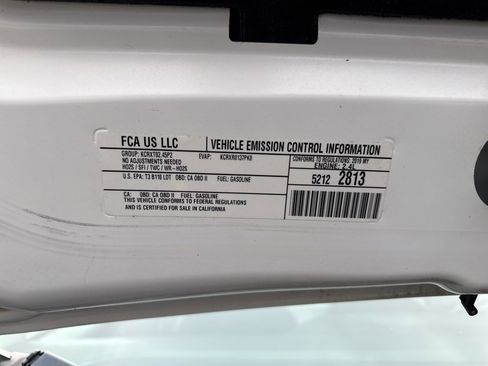 FCA US LLC VEHICLE EMISSION CONTROL INFORMATION
GROUP: KCRXT02.45P2 EVAP: KCRXR0137PK0 CONFORMS TO REGULATIONS: 2019 MY
NO ADJUSTMENTS NEEDED ENGINE: 2.4L
HO2S / SFI / TWC / WR-HO2S
U.S. EPA: T3 B110 LDT OBD: CA OBD II FUEL: GASOLINE
5212 2813
CA: OBD: CA OBD II FUEL: GASOLINE
THIS VEHICLE CONFORMS TO FEDERAL REGULATIONS
AND IS CERTIFIED FOR SALE IN CALIFORNIA